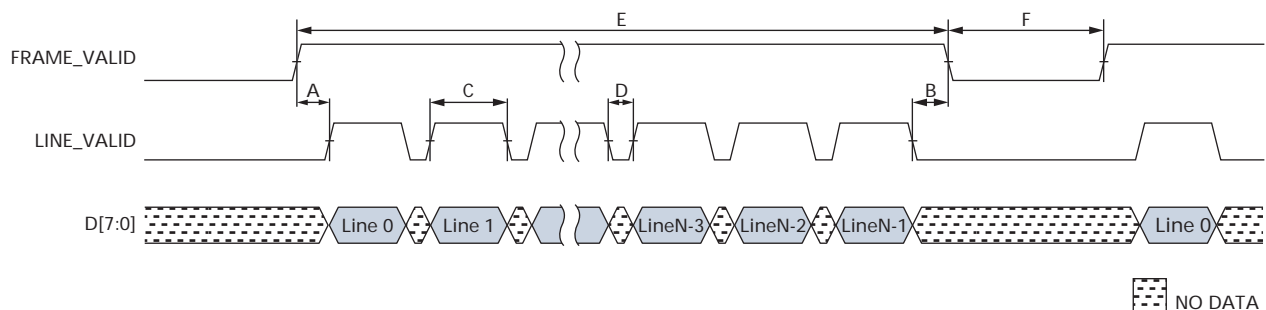 E
F
FRAME_VALID
A
C
D
B
LINE_VALID
D[7:0]
Line 0
Line 1
LineN-3
LineN-2
LineN-1
Line 0
NO DATA